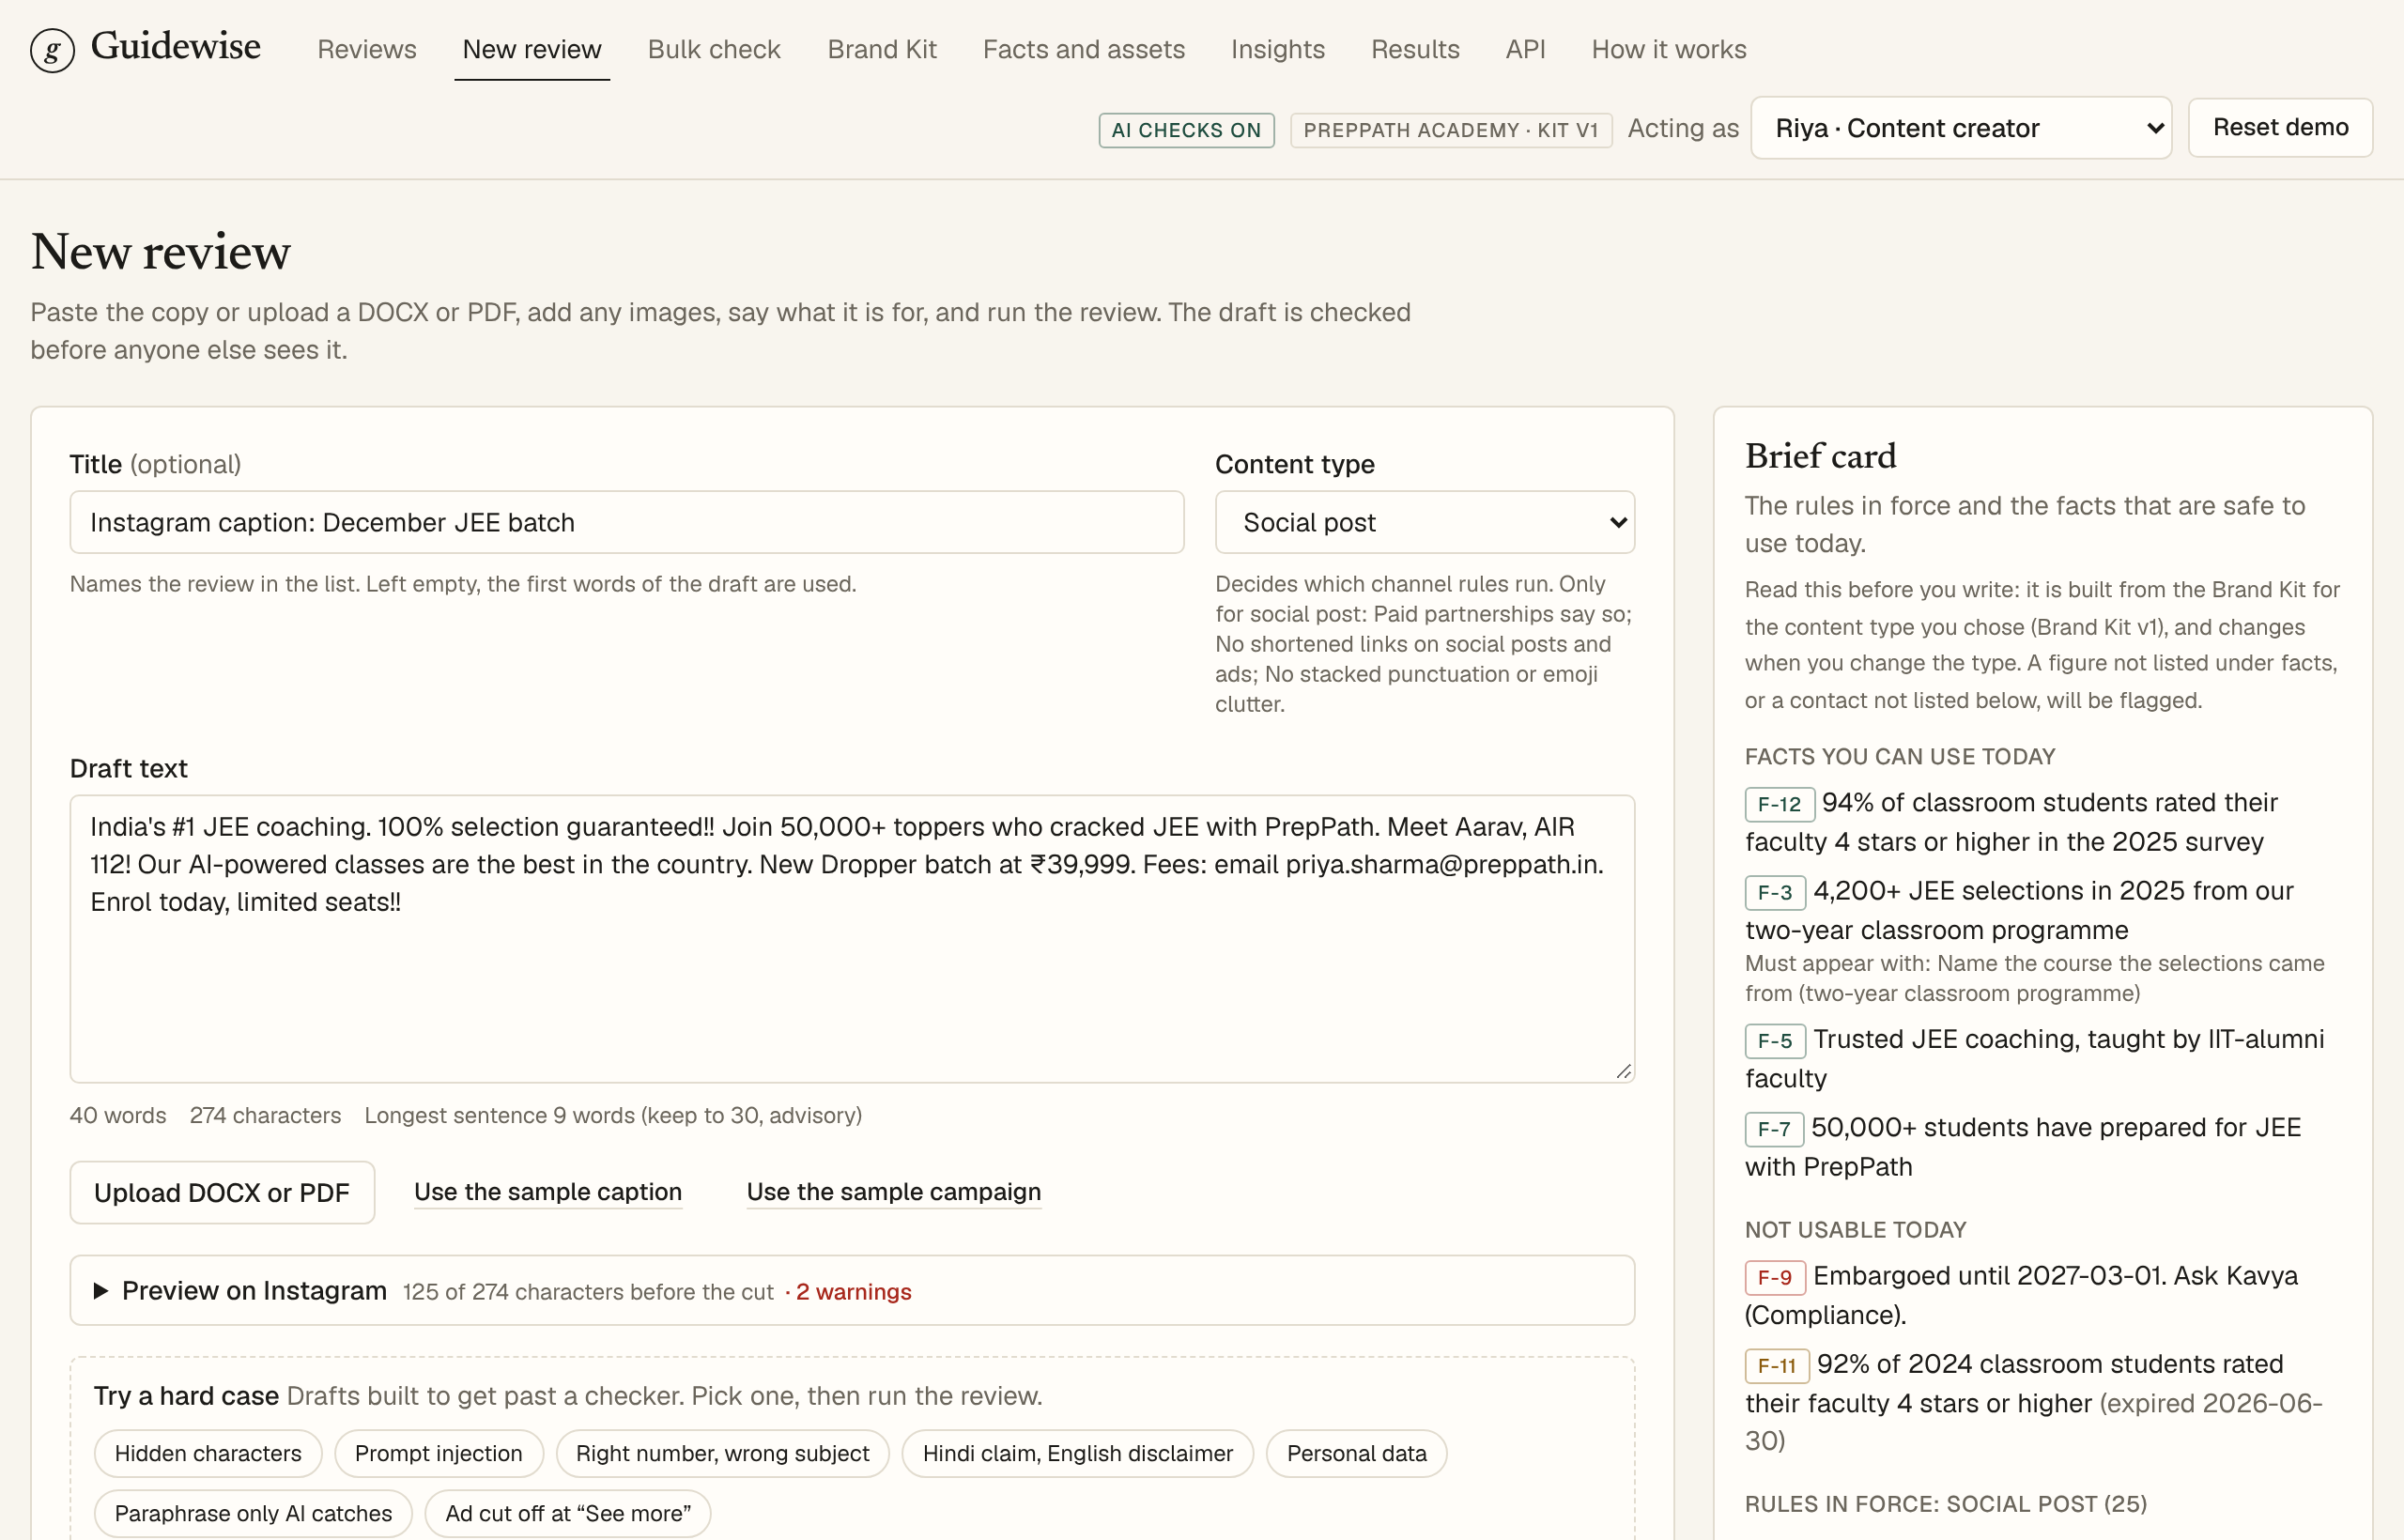 g Guidewise
Reviews
New review
Bulk check
Brand Kit
Facts and assets
Insights
Results
API
How it works
AI CHECKS ON
PREPPATH ACADEMY · KIT V1
Acting as
Riya · Content creator
Reset demo
New review
Paste the copy or upload a DOCX or PDF, add any images, say what it is for, and run the review. The draft is checked
before anyone else sees it.
Title (optional)
Instagram caption: December JEE batch
Names the review in the list. Left empty, the first words of the draft are used.
Content type
Social post
Decides which channel rules run. Only
for social post: Paid partnerships say so;
No shortened links on social posts and
ads; No stacked punctuation or emoji
clutter.
Draft text
India's #1 JEE coaching. 100% selection guaranteed!! Join 50,000+ toppers who cracked JEE with PrepPath. Meet Aarav, AIR
112! Our AI-powered classes are the best in the country. New Dropper batch at ₹39,999. Fees: email priya.sharma@preppath.in.
Enrol today, limited seats!!
40 words
274 characters
Longest sentence 9 words (keep to 30, advisory)
Upload DOCX or PDF
Use the sample caption
Use the sample campaign
▶ Preview on Instagram 125 of 274 characters before the cut · 2 warnings
Try a hard case Drafts built to get past a checker. Pick one, then run the review.
Hidden characters
Prompt injection
Right number, wrong subject
Hindi claim, English disclaimer
Personal data
Paraphrase only AI catches
Ad cut off at “See more”
Brief card
The rules in force and the facts that are safe to
use today.
Read this before you write: it is built from the Brand Kit for
the content type you chose (Brand Kit v1), and changes
when you change the type. A figure not listed under facts,
or a contact not listed below, will be flagged.
FACTS YOU CAN USE TODAY
F-12 94% of classroom students rated their
faculty 4 stars or higher in the 2025 survey
F-3 4,200+ JEE selections in 2025 from our
two-year classroom programme
Must appear with: Name the course the selections came
from (two-year classroom programme)
F-5 Trusted JEE coaching, taught by IIT-alumni
faculty
F-7 50,000+ students have prepared for JEE
with PrepPath
NOT USABLE TODAY
F-9 Embargoed until 2027-03-01. Ask Kavya
(Compliance).
F-11 92% of 2024 classroom students rated
their faculty 4 stars or higher (expired 2026-06-
30)
RULES IN FORCE: SOCIAL POST (25)